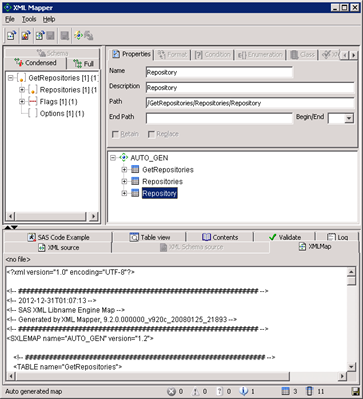 XML Mapper
File Tools Help
Schema
Condensed
Full
GetRepositories [1] (1
Repositories [1] (1)
Flags [1] (1)
Options [1] (1)
Properties
Format
Condition
Enumeration
Class
Name
Repository
Description
Repository
Path
/GetRepositories/Repositories/Repository
End Path
Begin/End
Retain
Replace
AUTO_GEN
GetRepositories
Repositories
Repository
SAS Code Example
Table view
Contents
Validate
Log
XML source
XML Schema source
XMLMap
<no file>
<?xml version="1.0" encoding="UTF-8"?>
<!-- 2012-12-31T01:07:13 -->
<!-- SAS XML Libname Engine Map -->
<!-- Generated by XML Mapper, 9.2.0.000000_v920c_20080125_21893 -->
<SXLEMAP name="AUTO_GEN" version="1.2">
<TABLE name="GetRepositories">
Auto generated map
0
0
0
1
3
11